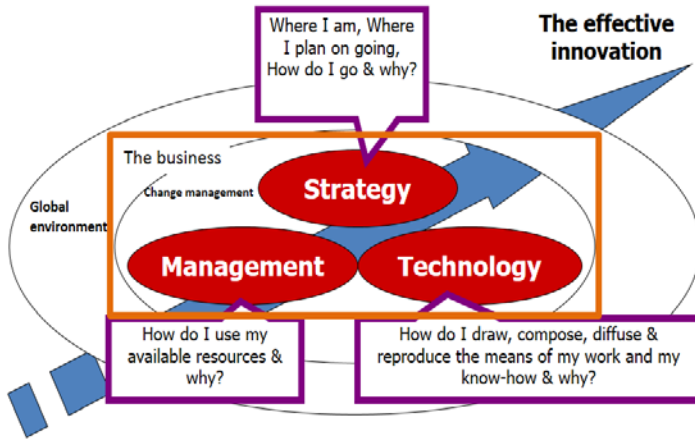 Where I am, Where
I plan on going,
How do I go & why?
The effective
innovation
The business
Change management
Strategy
Global
environment
Management
Technology
How do I use my
available resources &
why?
How do I draw, compose, diffuse &
reproduce the means of my work and my
know-how & why?